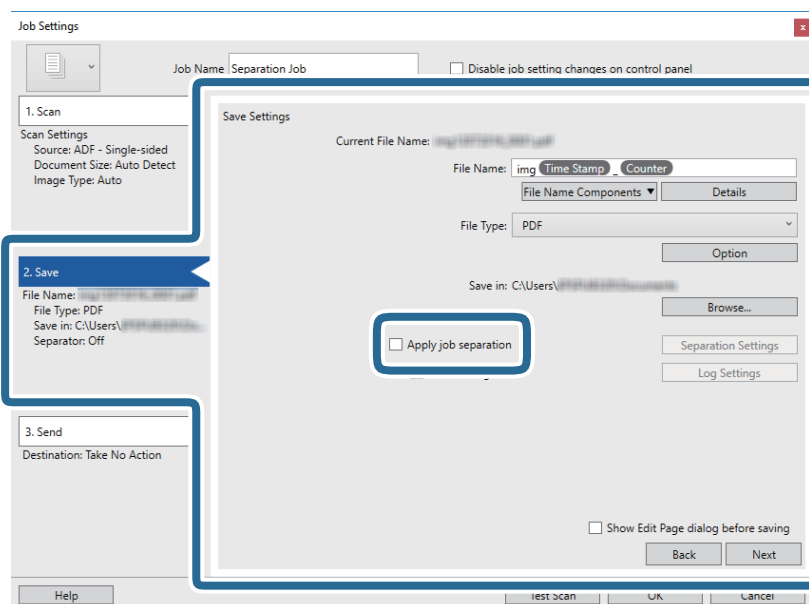 Job Settings
x
Job Name Separation Job
Disable job setting changes on control panel
1. Scan
Scan Settings
Source: ADF - Single-sided
Document Size: Auto Detect
Image Type: Auto
2. Save
File Name:
File Type: PDF
Save in: C:\Users\
Separator: Off
3. Send
Destination: Take No Action
Save Settings
Current File Name:
File Name: img Time Stamp _ Counter
File Name Components ▼ Details
File Type: PDF
Option
Save in: C:\Users\
Browse...
Apply job separation Separation Settings
Log Settings
Show Edit Page dialog before saving
Back Next
Help Test Scan OK Cancel